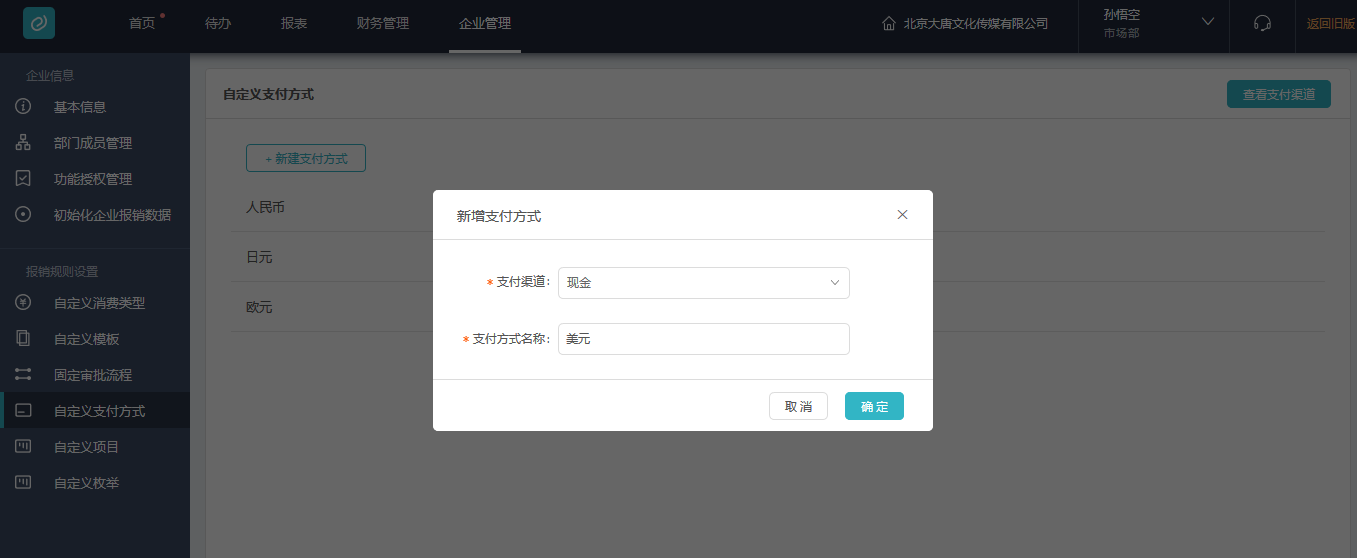 首页
待办
报表
财务管理
企业管理
北京大唐文化传媒有限公司
孙悟空
市场部
返回旧版
企业信息
基本信息
部门成员管理
功能授权管理
初始化企业报销数据
报销规则设置
自定义消费类型
自定义模板
固定审批流程
自定义支付方式
自定义项目
自定义枚举
自定义支付方式
查看支付渠道
+ 新建支付方式
人民币
日元
欧元
新增支付方式
* 支付渠道: 现金
* 支付方式名称: 美元
取消
确定